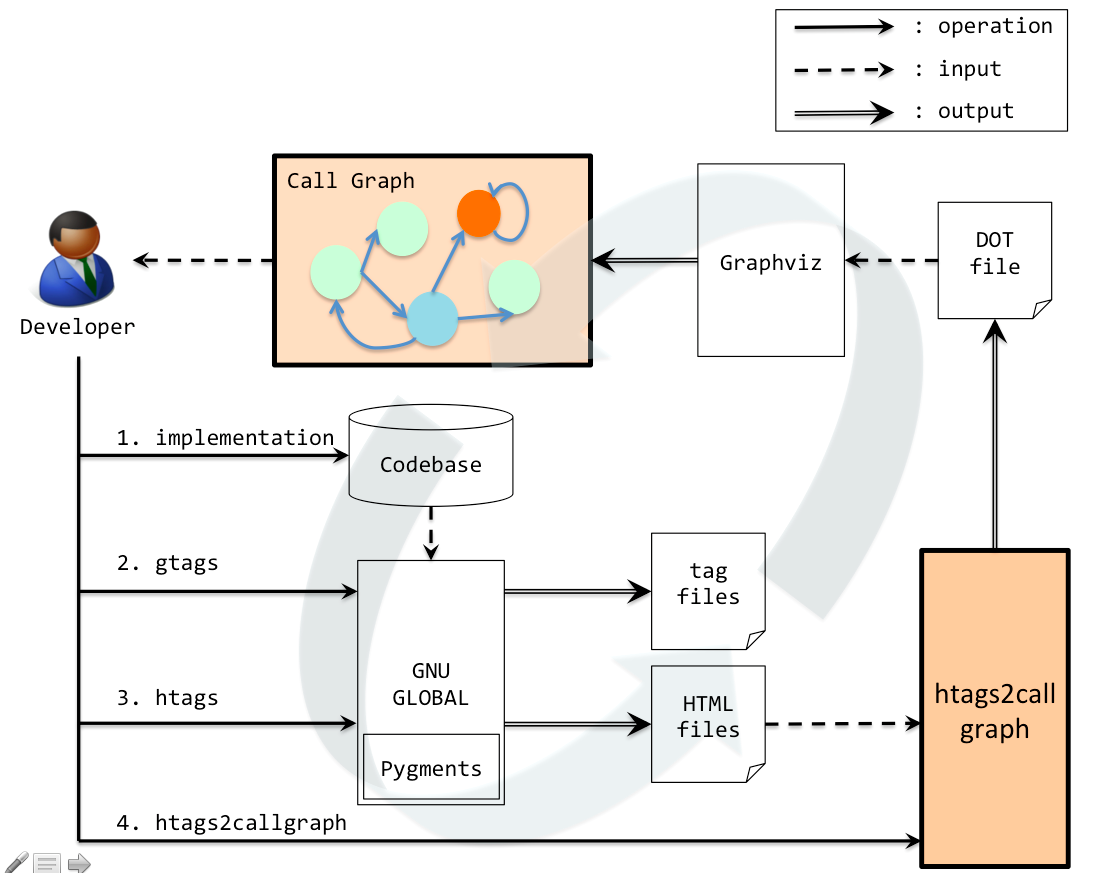 : operation
: input
: output
Call Graph
Graphviz
DOT
file
Developer
1. implementation
Codebase
2. gtags
tag
files
GNU
GLOBAL
3. htags
HTML
files
htags2call
graph
Pygments
4. htags2callgraph